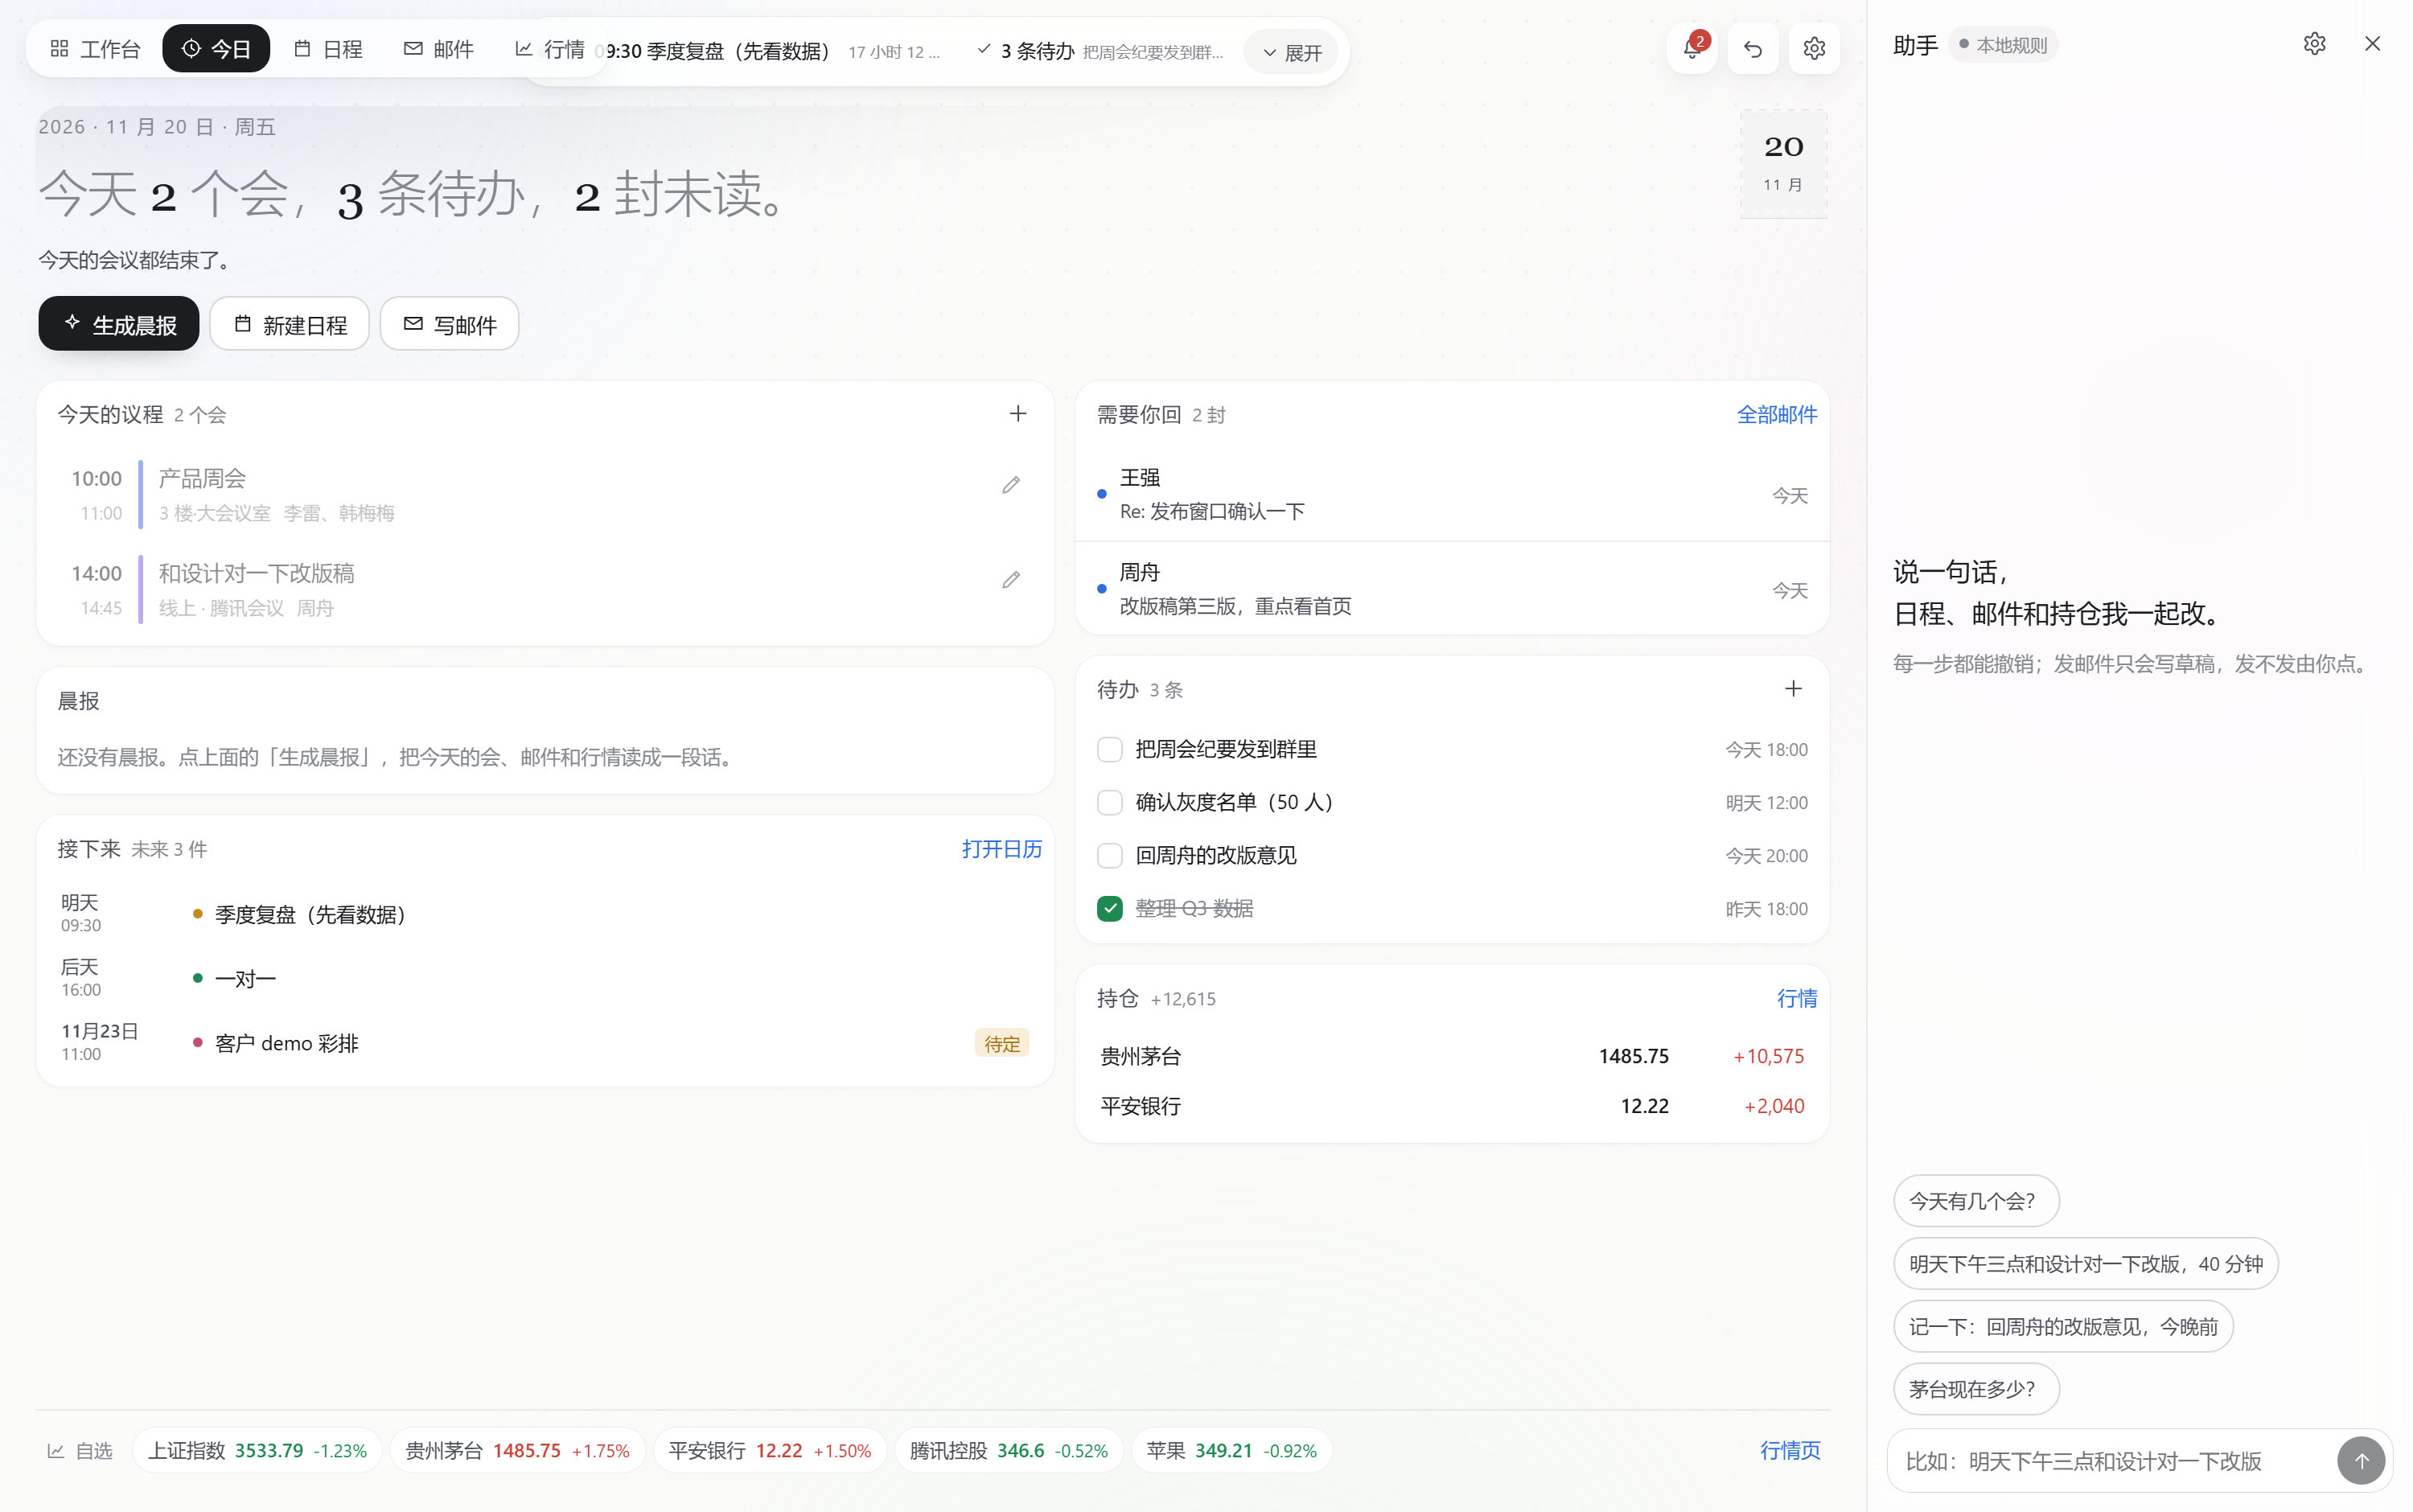 工作台 今日 日程 邮件 行情
9:30 季度复盘（先看数据） 17 小时 12 ... 3 条待办 把周会纪要发到群... 展开
2
助手 本地规则
2026 · 11 月 20 日 · 周五
20
11 月
今天 2 个会，3 条待办，2 封未读。
今天的会议都结束了。
生成晨报 新建日程 写邮件
今天的议程 2 个会
10:00 产品周会
11:00 3 楼·大会议室 李雷、韩梅梅
14:00 和设计对一下改版稿
14:45 线上 · 腾讯会议 周舟
晨报
还没有晨报。点上面的「生成晨报」，把今天的会、邮件和行情读成一段话。
接下来 未来 3 件 打开日历
明天
09:30
季度复盘（先看数据）
后天
16:00
一对一
11月23日
11:00
客户 demo 彩排 待定
需要你回 2 封 全部邮件
王强
Re: 发布窗口确认一下
今天
周舟
改版稿第三版，重点看首页
今天
待办 3 条
把周会纪要发到群里 今天 18:00
确认灰度名单（50 人） 明天 12:00
回周舟的改版意见 今天 20:00
整理 Q3 数据 昨天 18:00
持仓 +12,615 行情
贵州茅台 1485.75 +10,575
平安银行 12.22 +2,040
自选 上证指数 3533.79 -1.23% 贵州茅台 1485.75 +1.75% 平安银行 12.22 +1.50% 腾讯控股 346.6 -0.52% 苹果 349.21 -0.92% 行情页
说一句话，
日程、邮件和持仓我一起改。
每一步都能撤销；发邮件只会写草稿，发不发由你点。
今天有几个会？
明天下午三点和设计对一下改版，40 分钟
记一下：回周舟的改版意见，今晚前
茅台现在多少？
比如：明天下午三点和设计对一下改版